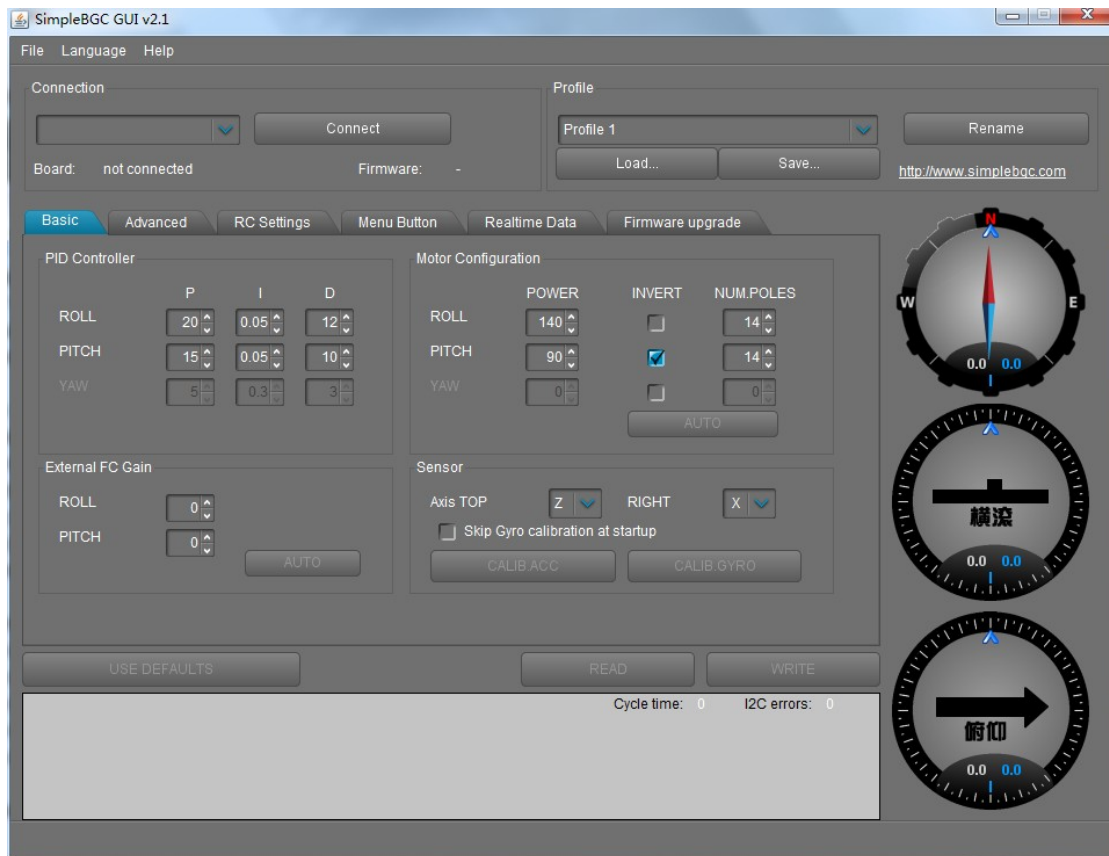 SimpleBGC GUI v2.1
File Language Help
Connection
Connect
Board: not connected Firmware: -
Profile
Profile 1
Rename
Load... Save...
http://www.simplebgc.com
Basic Advanced RC Settings Menu Button Realtime Data Firmware upgrade
PID Controller
P I D
ROLL 20 0.05 12
PITCH 15 0.05 10
YAW 5 0.3 3
Motor Configuration
POWER INVERT NUM.POLES
ROLL 140 14
PITCH 90 14
YAW 0 0
AUTO
External FC Gain
ROLL 0
PITCH 0
AUTO
Sensor
Axis TOP Z RIGHT X
Skip Gyro calibration at startup
CALIB.ACC CALIB.GYRO
USE DEFAULTS READ WRITE
Cycle time: 0 I2C errors: 0
N
W E
0.0 0.0
橫滾
0.0 0.0
俯仰
0.0 0.0